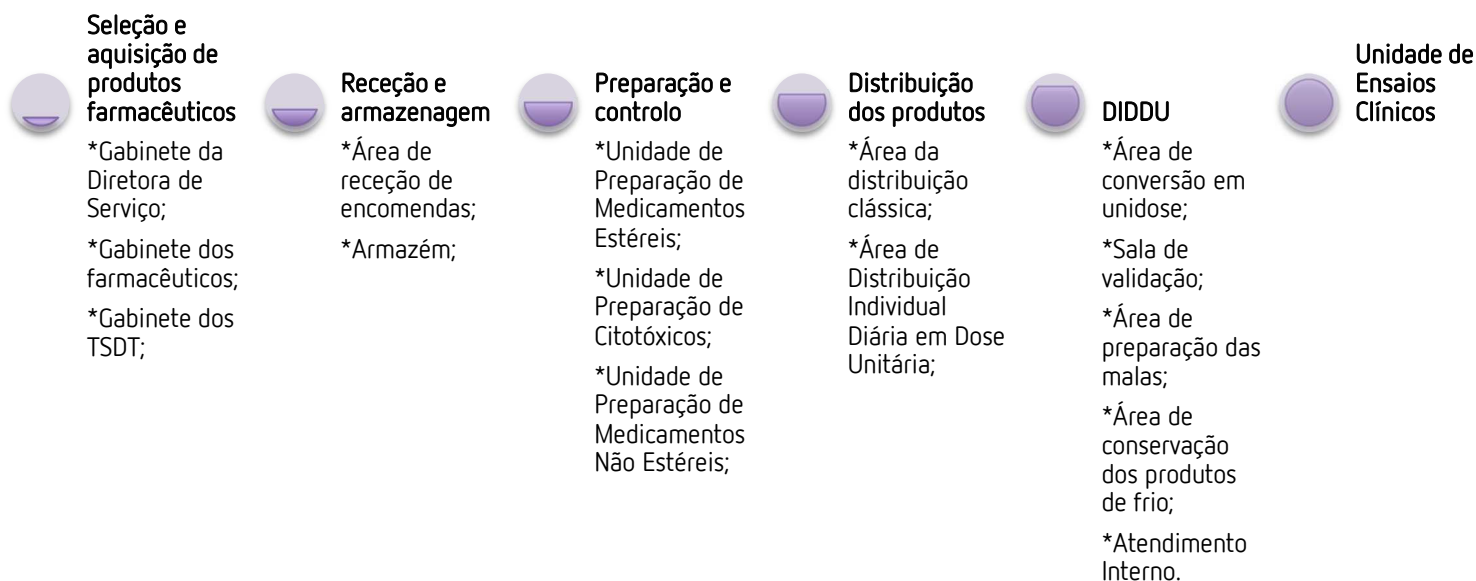 Seleção e
aquisição de
produtos
farmacêuticos
*Gabinete da
Diretora de
Serviço;
*Gabinete dos
farmacêuticos;
*Gabinete dos
TSDT;
Receção e
armazenagem
*Área de
receção de
encomendas;
*Armazém;
Preparação e
controlo
*Unidade de
Preparação de
Medicamentos
Estéreis;
*Unidade de
Preparação de
Citotóxicos;
*Unidade de
Preparação de
Medicamentos
Não Estéreis;
Distribuição
dos produtos
*Área da
distribuição
clássica;
*Área de
Distribuição
Individual
Diária em Dose
Unitária;
DIDDU
*Área de
conversão em
unidose;
*Sala de
validação;
*Área de
preparação das
malas;
*Área de
conservação
dos produtos
de frio;
*Atendimento
Interno.
Unidade de
Ensaios
Clínicos